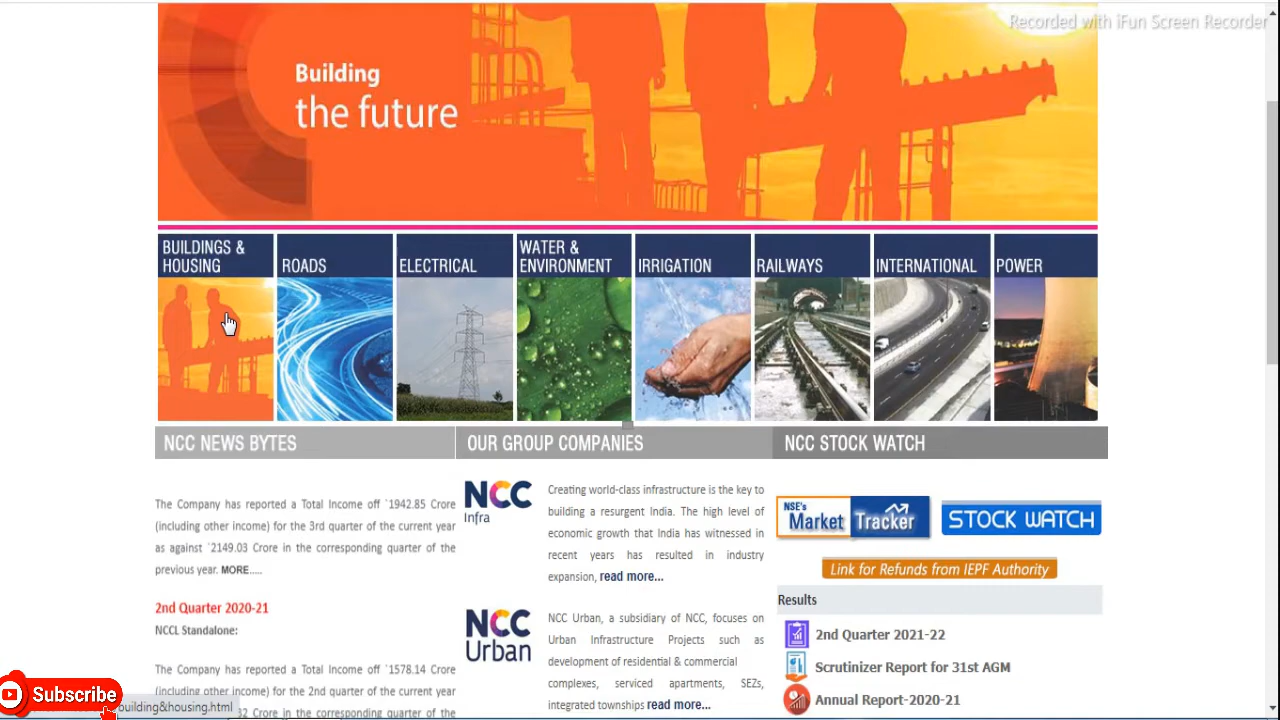 Recorded with iFun Screen Recorder
Building
the future
BUILDINGS &
HOUSING
ROADS
ELECTRICAL
WATER &
ENVIRONMENT
IRRIGATION
RAILWAYS
INTERNATIONAL
POWER
NCC NEWS BYTES
The Company has reported a Total Income off `1942.85 Crore
(including other income) for the 3rd quarter of the current year
as against `2149.03 Crore in the corresponding quarter of the
previous year. MORE.....
2nd Quarter 2020-21
NCCL Standalone:
The Company has reported a Total Income off `1578.14 Crore
(including other income) for the 2nd quarter of the current year
Crore in the corresponding quarter of the
OUR GROUP COMPANIES
NCC
Infra
Creating world-class infrastructure is the key to
building a resurgent India. The high level of
economic growth that India has witnessed in
recent years has resulted in industry
expansion, read more...
NCC
Urban
NCC Urban, a subsidiary of NCC, focuses on
Urban Infrastructure Projects such as
development of residential & commercial
complexes, serviced apartments, SEZs,
integrated townships read more...
NCC STOCK WATCH
NSE's
Market Tracker
STOCK WATCH
Link for Refunds from IEPF Authority
Results
2nd Quarter 2021-22
Scrutinizer Report for 31st AGM
Annual Report-2020-21
Subscribe
building&housing.html